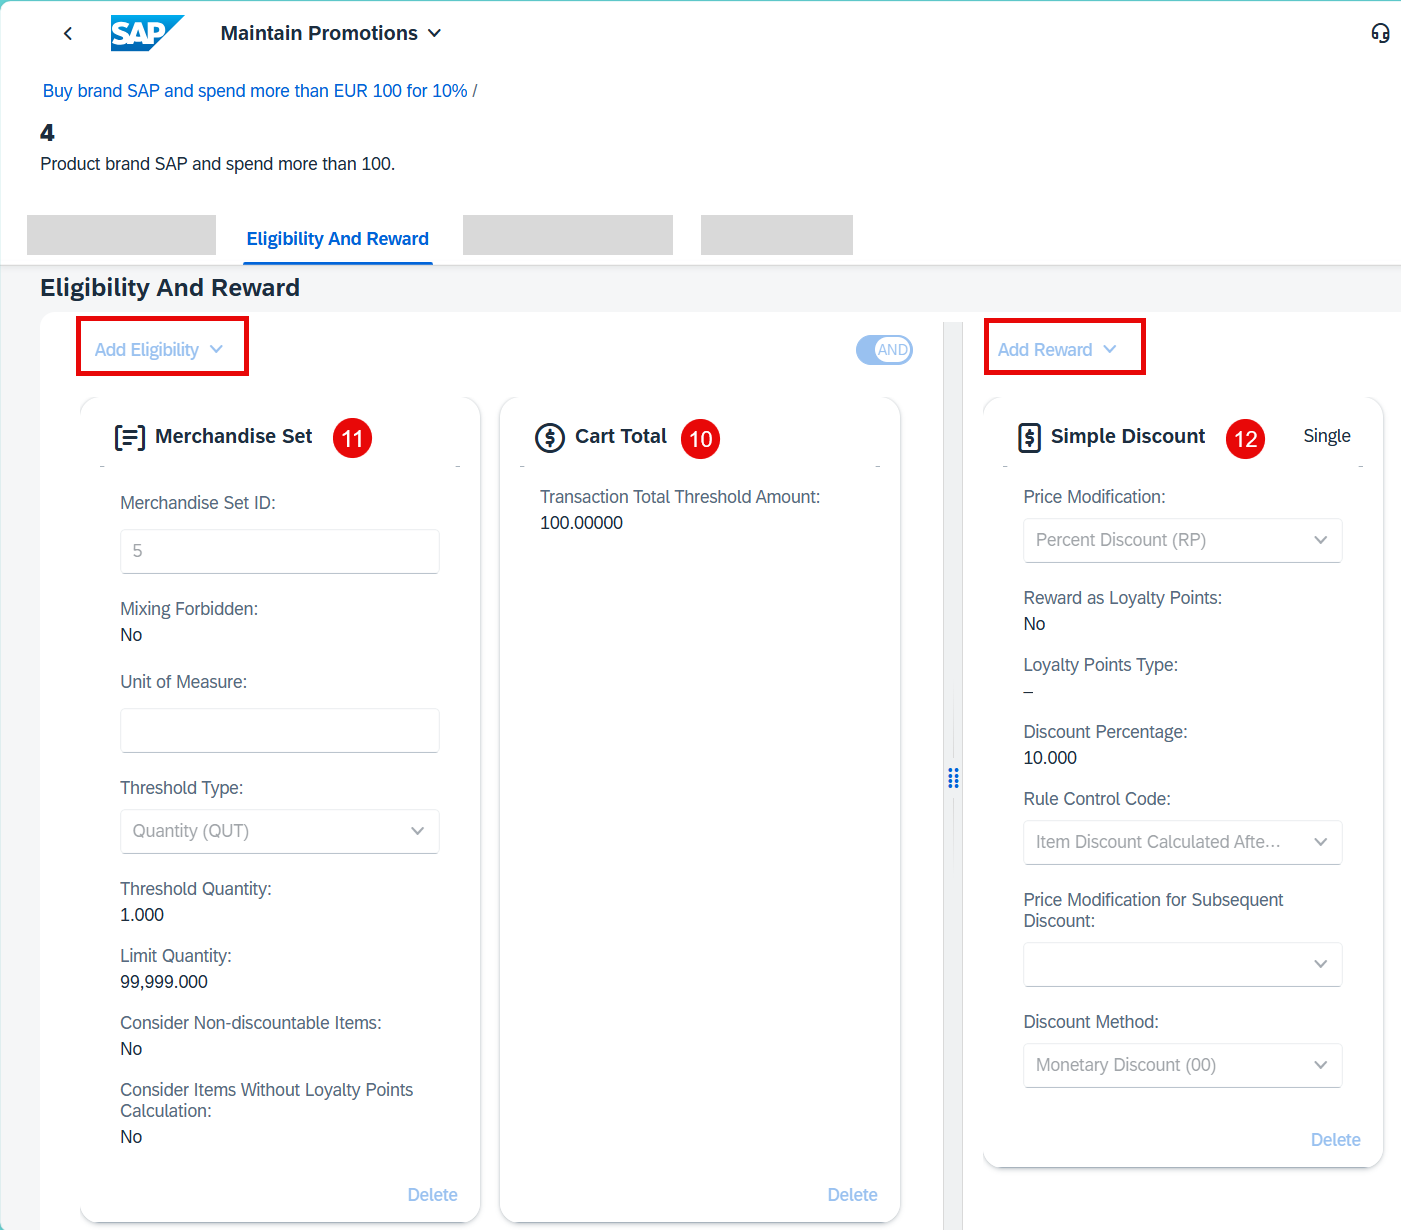 SAP Maintain Promotions
Buy brand SAP and spend more than EUR 100 for 10% /
4
Product brand SAP and spend more than 100.
Eligibility And Reward
Eligibility And Reward
Add Eligibility
AND
Add Reward
Merchandise Set 11
Merchandise Set ID:
5
Mixing Forbidden:
No
Unit of Measure:
Threshold Type:
Quantity (QUT)
Threshold Quantity:
1.000
Limit Quantity:
99,999.000
Consider Non-discountable Items:
No
Consider Items Without Loyalty Points
Calculation:
No
Delete
Cart Total 10
Transaction Total Threshold Amount:
100.00000
Delete
Simple Discount 12 Single
Price Modification:
Percent Discount (RP)
Reward as Loyalty Points:
No
Loyalty Points Type:
–
Discount Percentage:
10.000
Rule Control Code:
Item Discount Calculated Afte...
Price Modification for Subsequent
Discount:
Discount Method:
Monetary Discount (00)
Delete